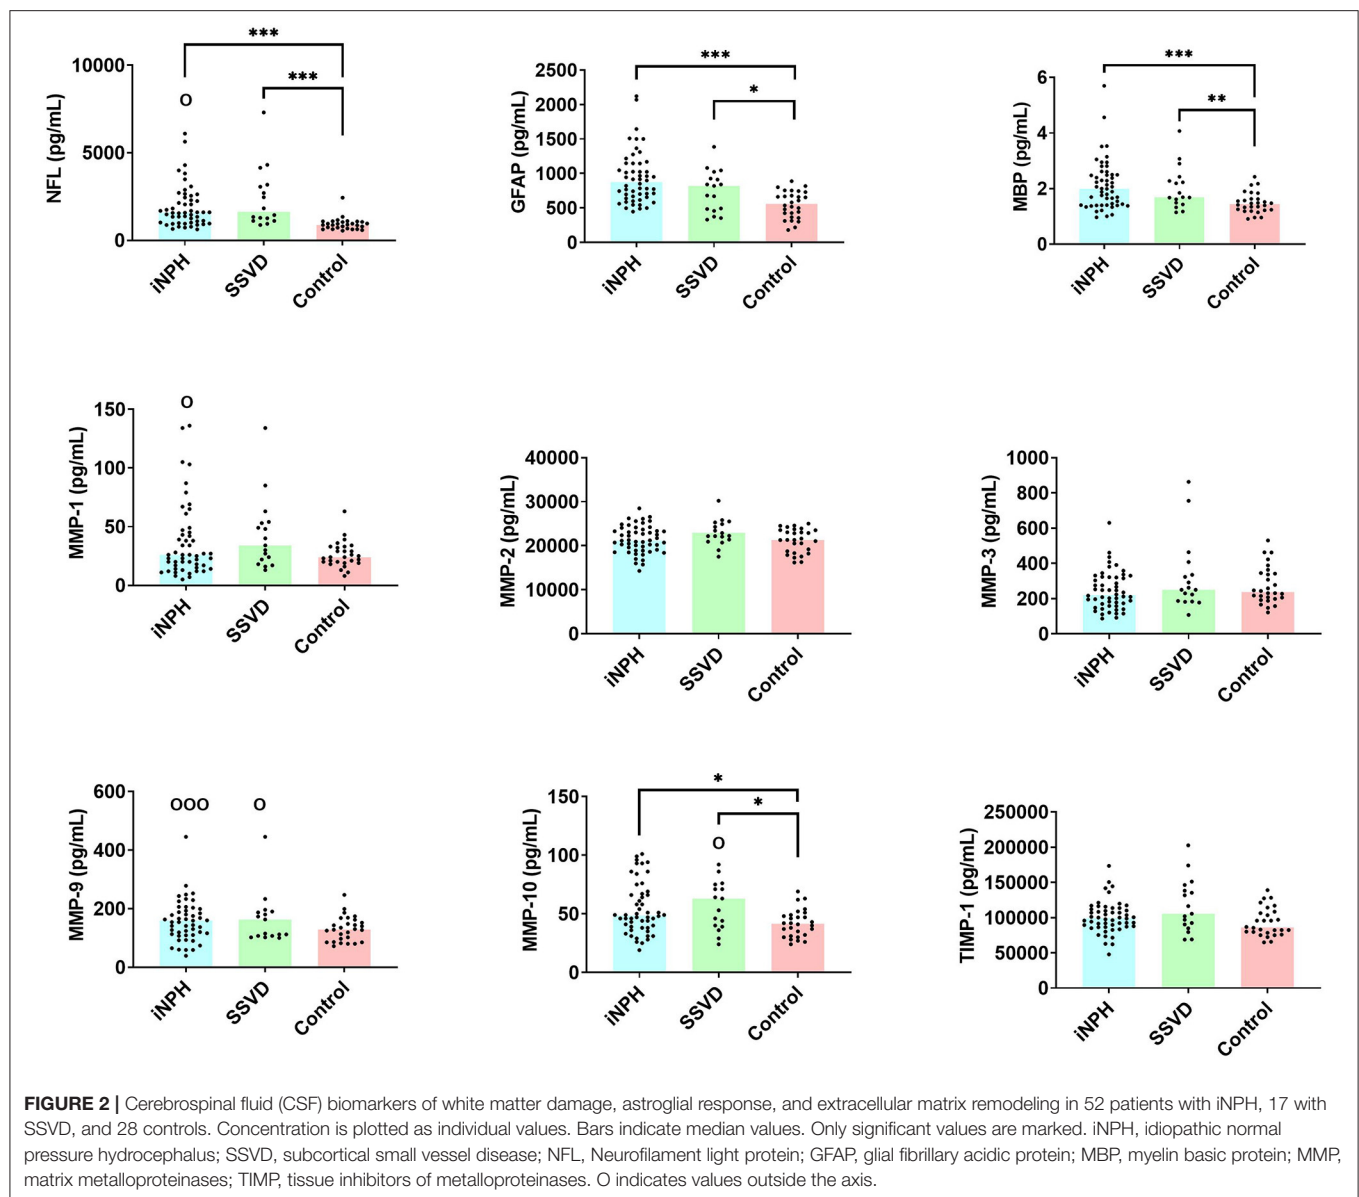 ***
***
10000
5000
0
NFL (pg/mL)
O
iNPH
SSVD
Control
***
*
2500
2000
1500
1000
500
0
GFAP (pg/mL)
iNPH
SSVD
Control
***
**
6
4
2
0
MBP (pg/mL)
iNPH
SSVD
Control
O
150
100
50
0
MMP-1 (pg/mL)
iNPH
SSVD
Control
40000
30000
20000
10000
0
MMP-2 (pg/mL)
iNPH
SSVD
Control
1000
800
600
400
200
0
MMP-3 (pg/mL)
iNPH
SSVD
Control
600
400
200
0
MMP-9 (pg/mL)
OOO
O
iNPH
SSVD
Control
*
*
150
100
50
0
MMP-10 (pg/mL)
O
iNPH
SSVD
Control
250000
200000
150000
100000
50000
0
TIMP-1 (pg/mL)
iNPH
SSVD
Control
FIGURE 2 | Cerebrospinal fluid (CSF) biomarkers of white matter damage, astroglial response, and extracellular matrix remodeling in 52 patients with iNPH, 17 with
SSVD, and 28 controls. Concentration is plotted as individual values. Bars indicate median values. Only significant values are marked. iNPH, idiopathic normal
pressure hydrocephalus; SSVD, subcortical small vessel disease; NFL, Neurofilament light protein; GFAP, glial fibrillary acidic protein; MBP, myelin basic protein; MMP,
matrix metalloproteinases; TIMP, tissue inhibitors of metalloproteinases. O indicates values outside the axis.